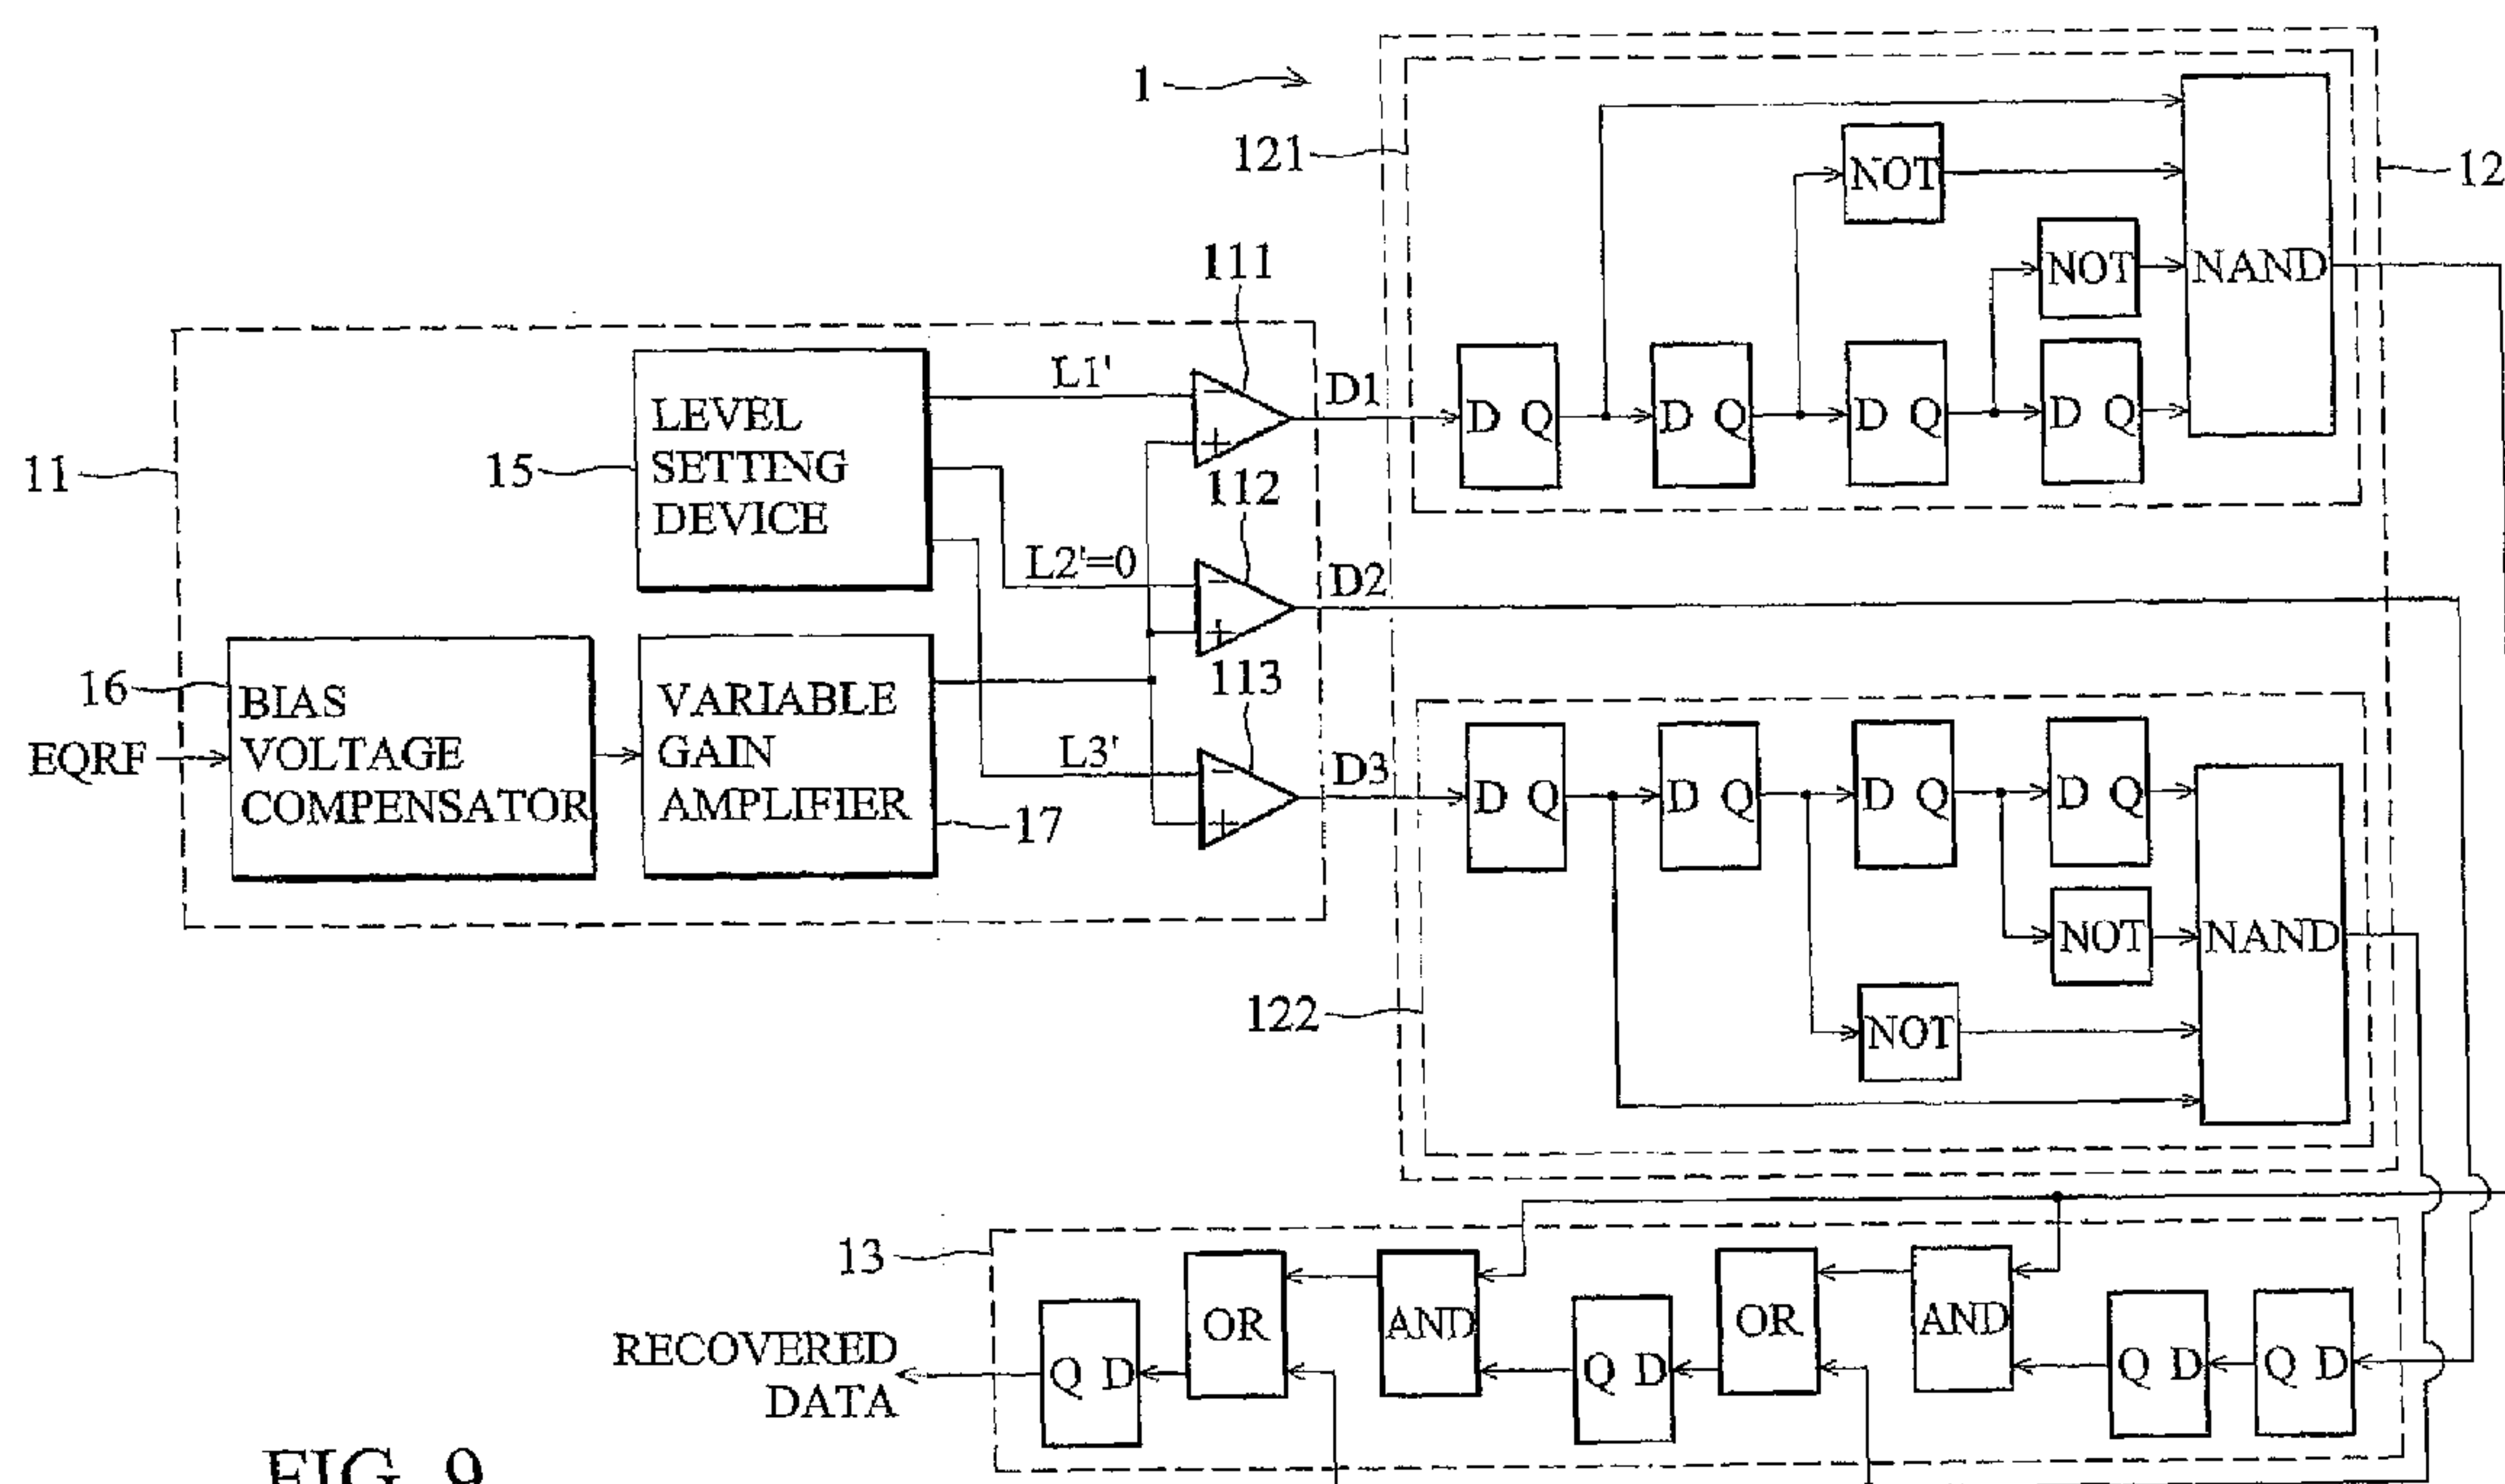 1
121
12
NOT
NOT
NAND
D Q
D Q
D Q
D Q
11
15
LEVEL
SETTING
DEVICE
L1'
111
D1
112
L2'=0
D2
16
BIAS
VOLTAGE
COMPENSATOR
EQRF
VARIABLE
GAIN
AMPLIFIER
17
113
L3'
D3
D Q
D Q
D Q
D Q
122
NOT
NOT
NAND
13
OR
AND
OR
AND
Q D
Q D
Q D
Q D
RECOVERED
DATA
- +
- +
- +
FIG. 9